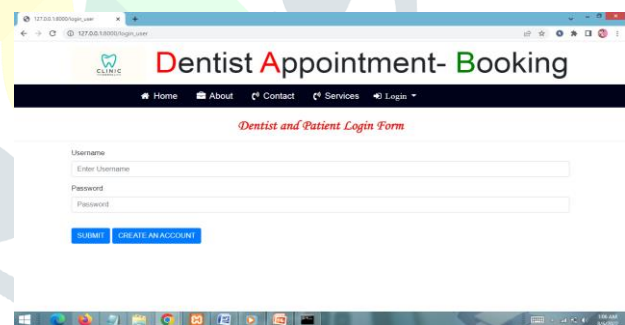 127.0.0.1:8000/login_user
127.0.0.1:8000/login_user
CLINIC
Dentist Appointment- Booking
Home About Contact Services Login
Dentist and Patient Login Form
Username
Enter Username
Password
Password
SUBMIT CREATE AN ACCOUNT